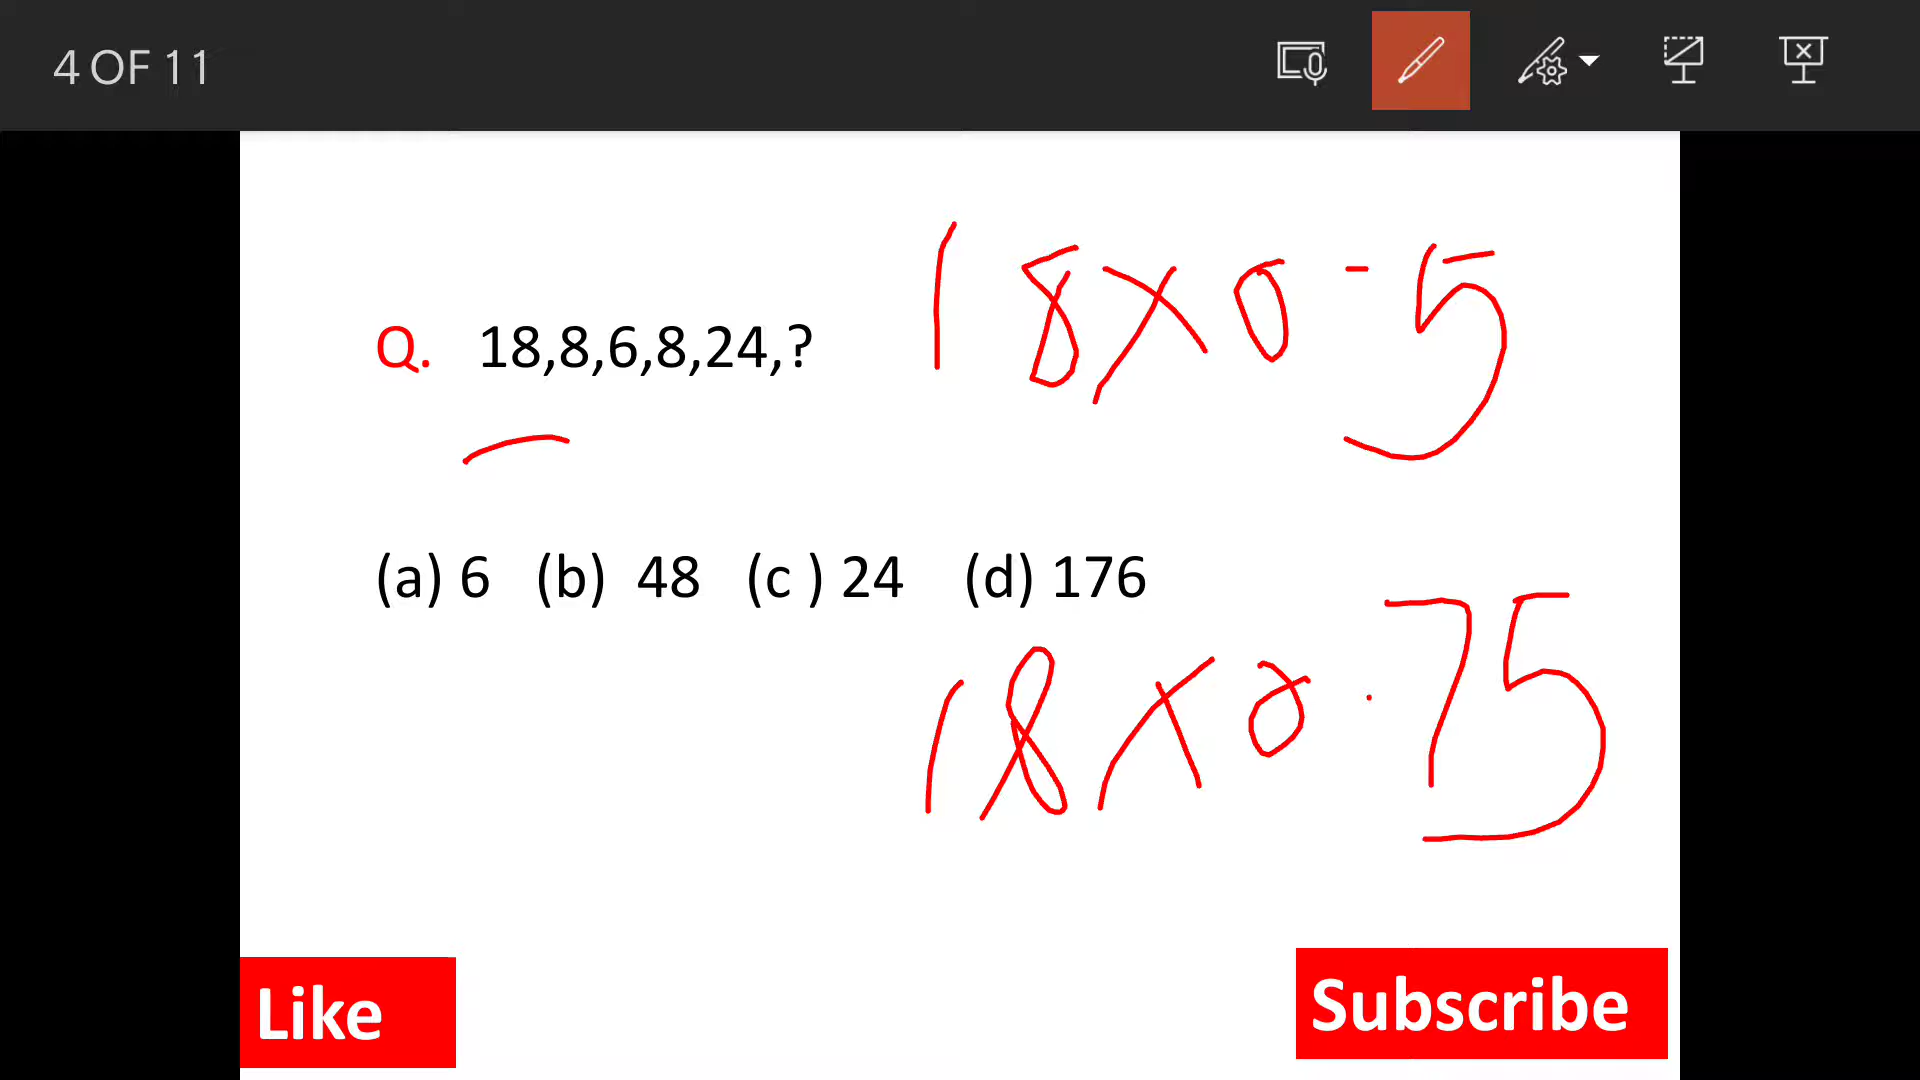 4 OF 11
18x0.5
Q. 18,8,6,8,24,?
(a) 6 (b) 48 (c ) 24 (d) 176
18x0.75
Like
Subscribe